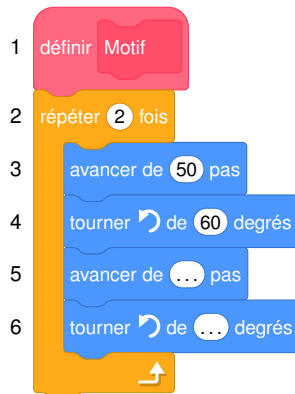 1 définir Motif
2 répéter 2 fois
3 avancer de 50 pas
4 tourner de 60 degrés
5 avancer de ... pas
6 tourner de ... degrés